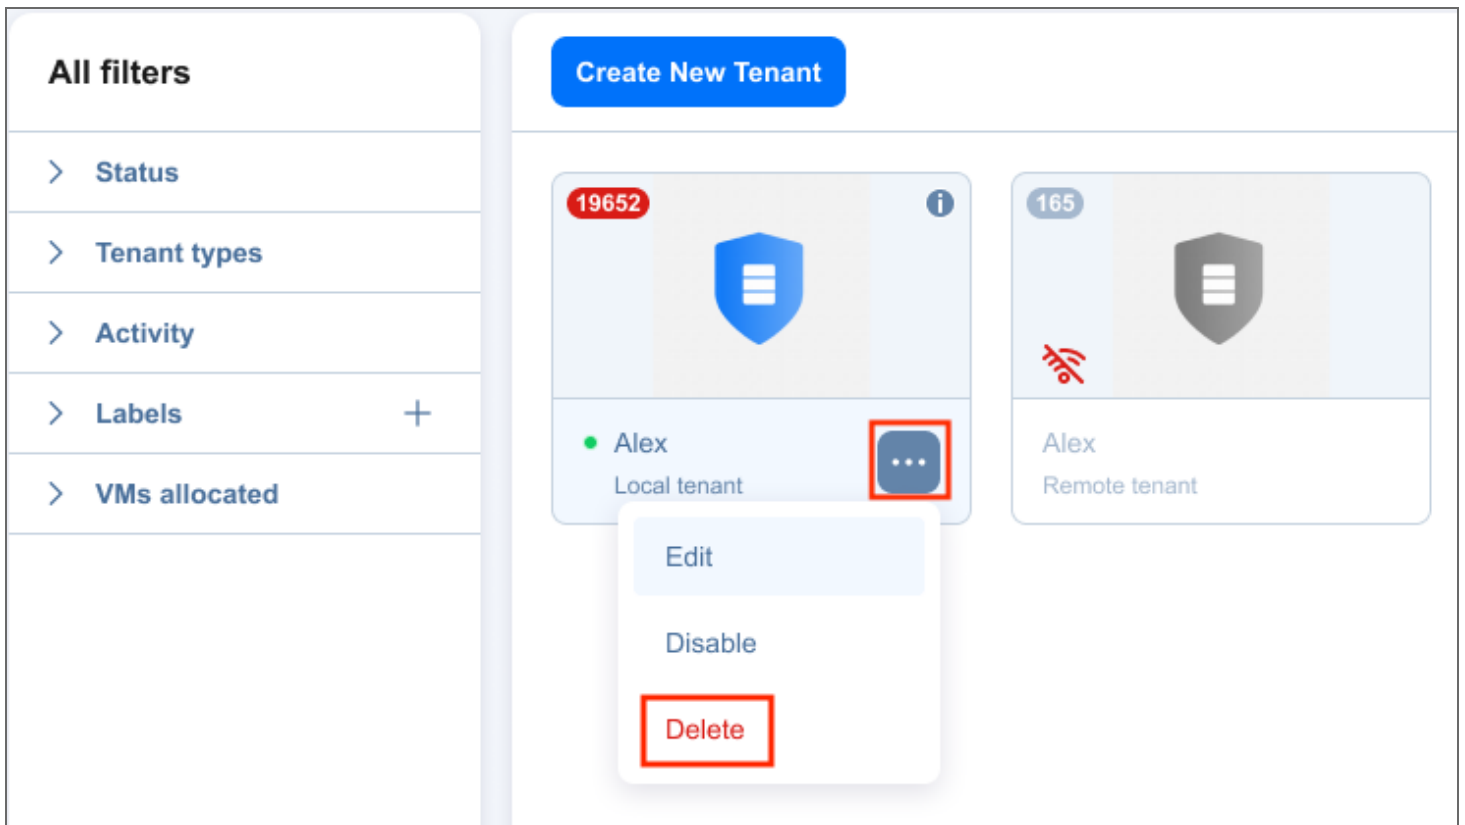 All filters
Status
Tenant types
Activity
Labels
VMs allocated
Create New Tenant
19652
Alex
Local tenant
Edit
Disable
Delete
165
Alex
Remote tenant